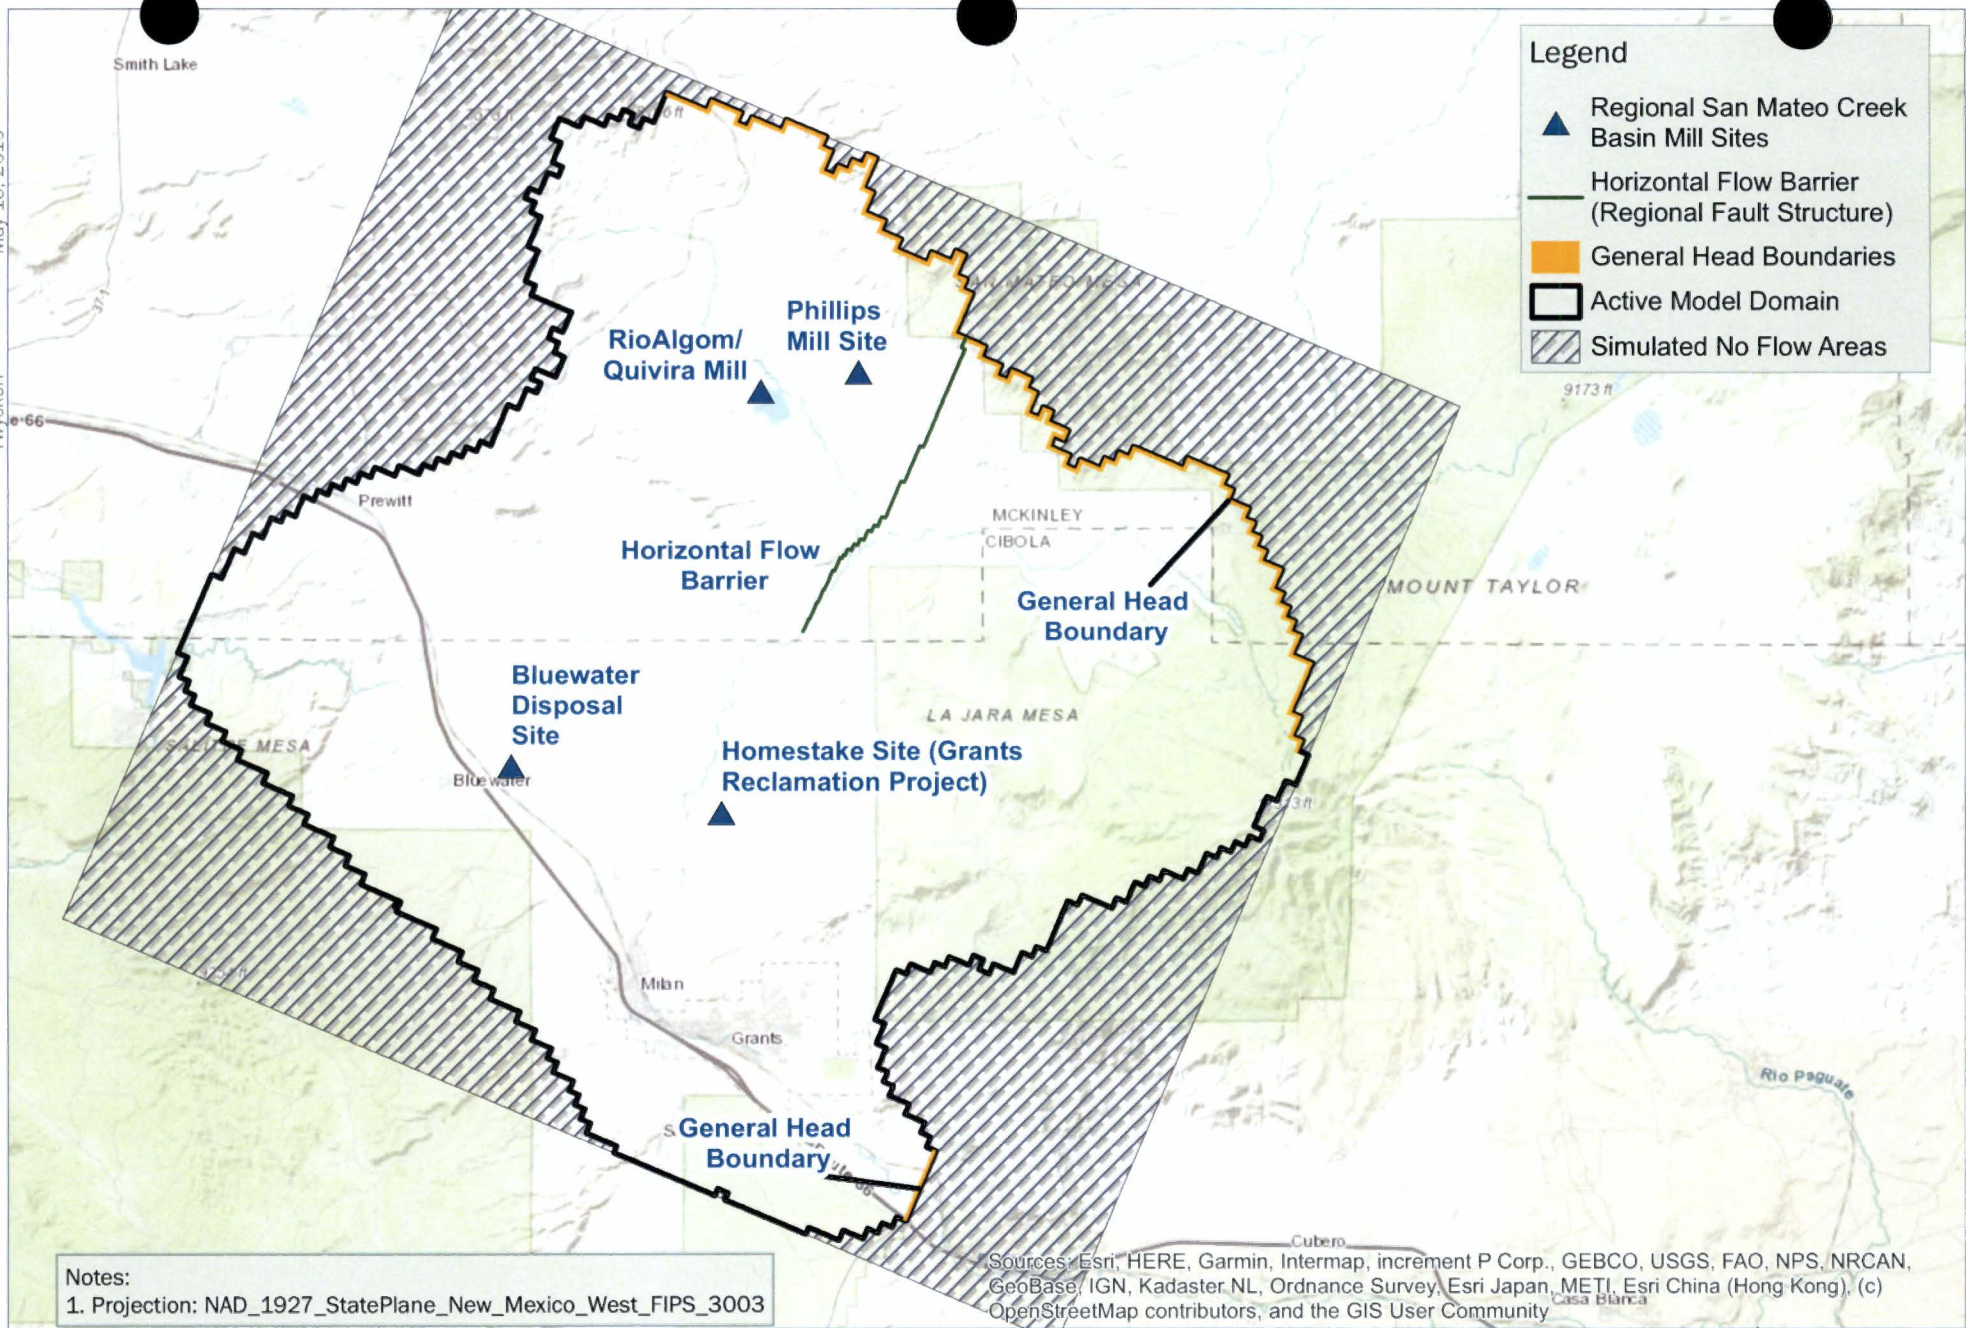 Smith Lake
Legend
Regional San Mateo Creek
Basin Mill Sites
Horizontal Flow Barrier
(Regional Fault Structure)
General Head Boundaries
Active Model Domain
Simulated No Flow Areas
371
9173 ft
Phillips
Mill Site
RioAlgom/
Quivira Mill
e 66
Prewitt
MCKINLEY
CIBOLA
Horizontal Flow
Barrier
General Head
Boundary
MOUNT TAYLOR
Bluewater
Disposal
Site
LA JARA MESA
MESA
Homestake Site (Grants
Reclamation Project)
Bluewater
Milan
Grants
Rio Paguate
General Head
Boundary
66
Cubero
Casa Blanca
Notes:
1. Projection: NAD_1927_StatePlane_New_Mexico_West_FIPS_3003
Sources: Esri, HERE, Garmin, Intermap, increment P Corp., GEBCO, USGS, FAO, NPS, NRCAN,
GeoBase, IGN, Kadaster NL, Ordnance Survey, Esri Japan, METI, Esri China (Hong Kong), (c)
OpenStreetMap contributors, and the GIS User Community